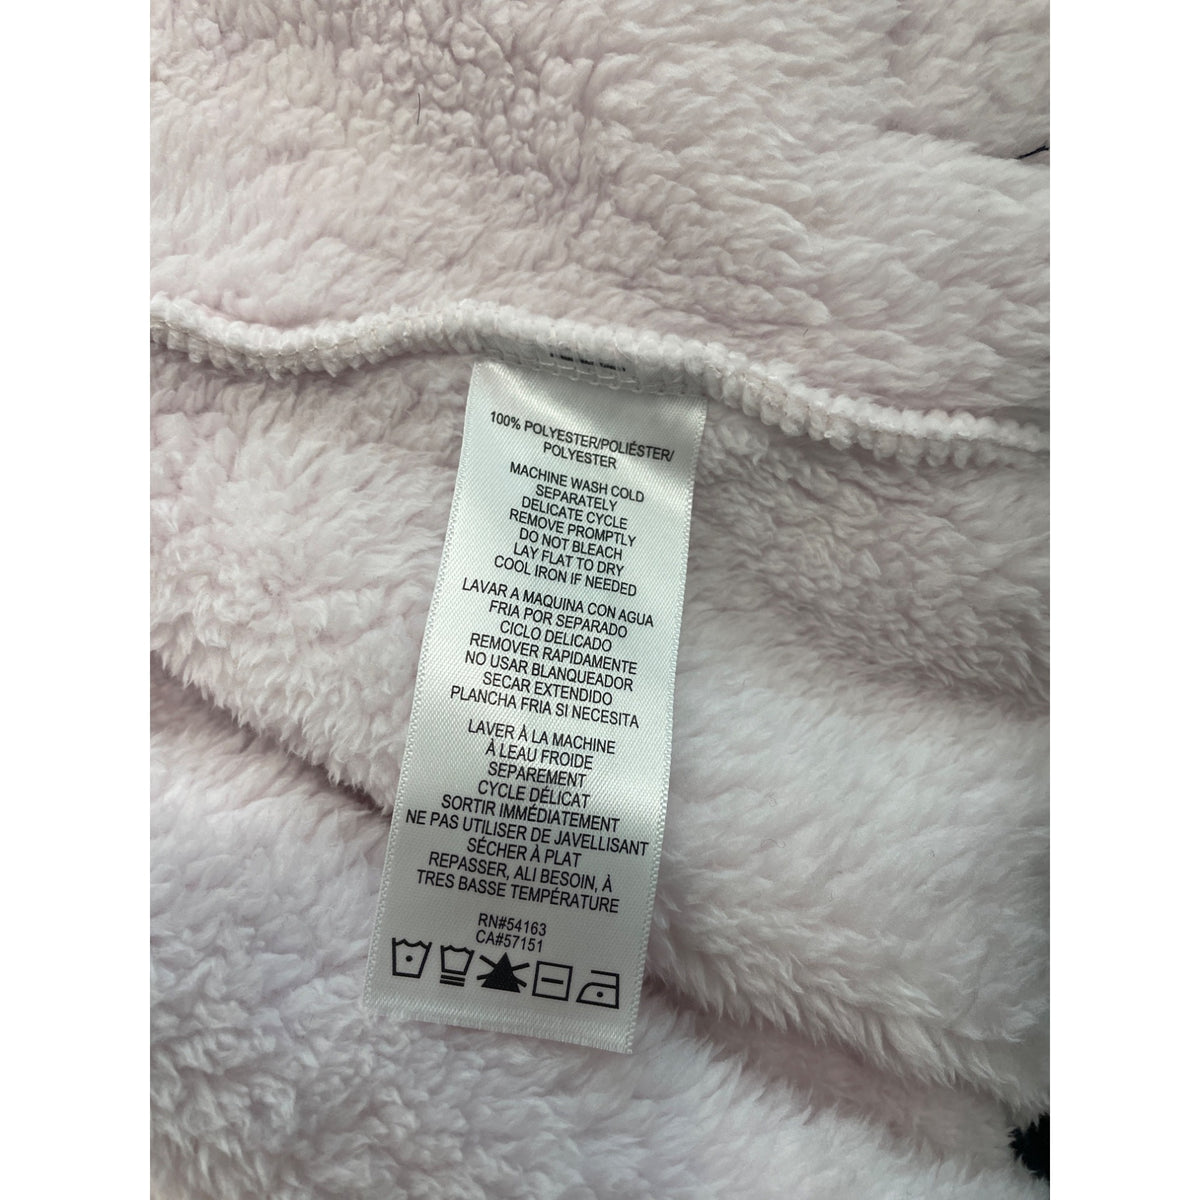 100% POLYESTER/POLIÉSTER/
POLYESTER
MACHINE WASH COLD
SEPARATELY
DELICATE CYCLE
REMOVE PROMPTLY
DO NOT BLEACH
LAY FLAT TO DRY
COOL IRON IF NEEDED
LAVAR A MAQUINA CON AGUA
FRIA POR SEPARADO
CICLO DELICADO
REMOVER RAPIDAMENTE
NO USAR BLANQUEADOR
SECAR EXTENDIDO
PLANCHA FRIA SI NECESITA
LAVER À LA MACHINE
À LEAU FROIDE
SEPAREMENT
CYCLE DÉLICAT
SORTIR IMMÉDIATEMENT
NE PAS UTILISER DE JAVELLISANT
SÉCHER À PLAT
REPASSER, ALI BESOIN, À
TRES BASSE TEMPÉRATURE
RN#54163
CA#57151